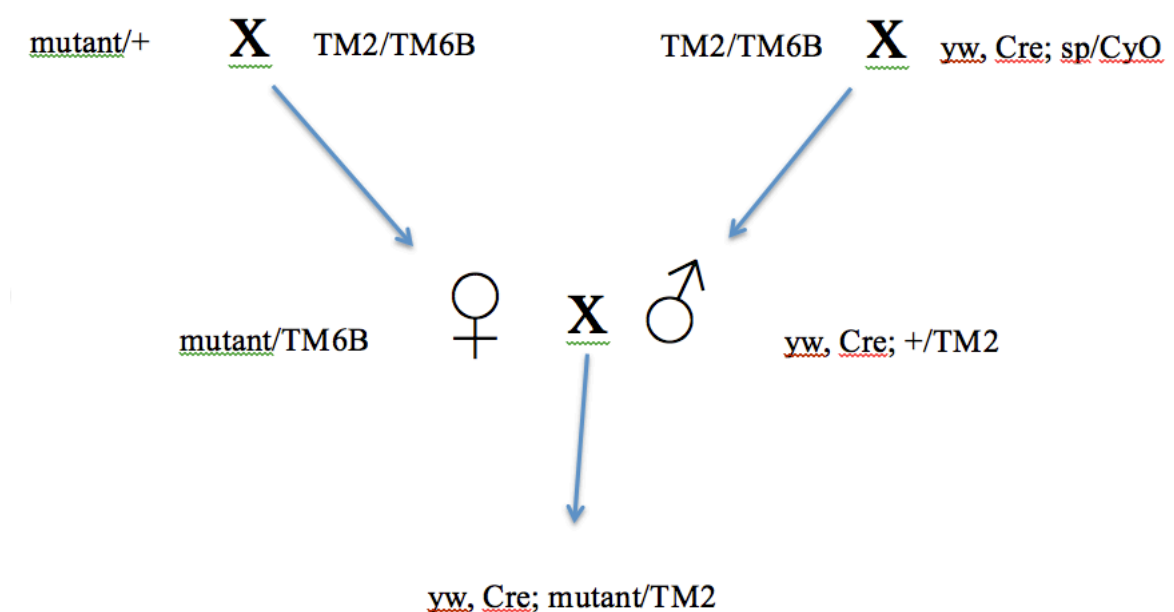 mutant/+ X TM2/TM6B TM2/TM6B X yw, Cre; sp/CyO
mutant/TM6B ♀ X ♂ yw, Cre; +/TM2
yw, Cre; mutant/TM2